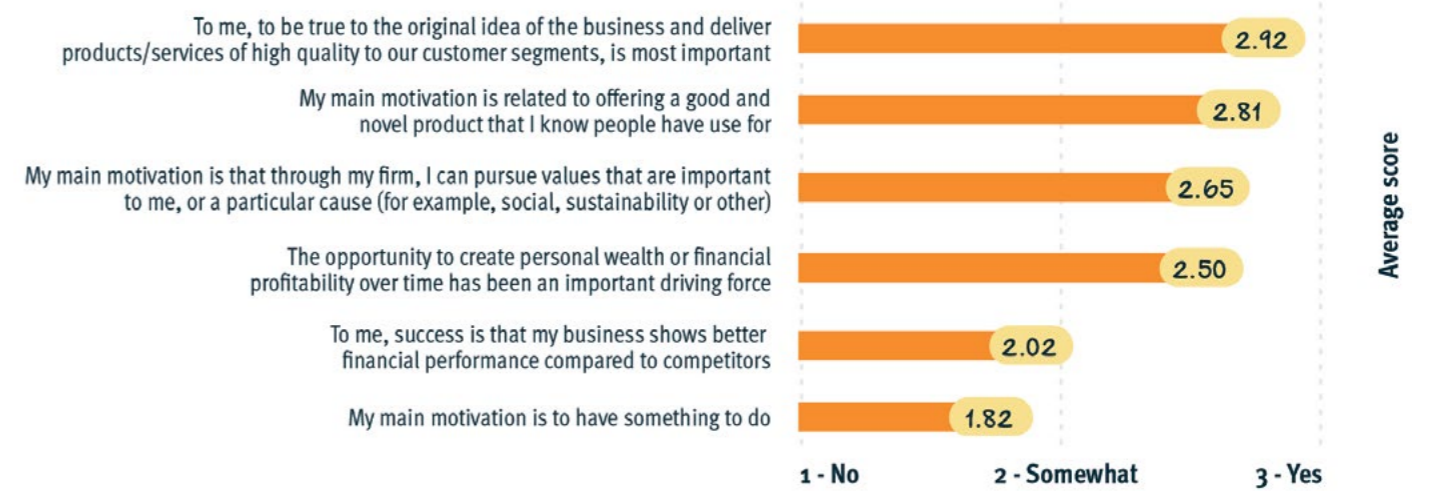 To me, to be true to the original idea of the business and deliver
products/services of high quality to our customer segments, is most important
2.92
My main motivation is related to offering a good and
novel product that I know people have use for
2.81
My main motivation is that through my firm, I can pursue values that are important
to me, or a particular cause (for example, social, sustainability or other)
2.65
The opportunity to create personal wealth or financial
profitability over time has been an important driving force
2.50
To me, success is that my business shows better
financial performance compared to competitors
2.02
My main motivation is to have something to do
1.82
1 - No
2 - Somewhat
3 - Yes
Average score